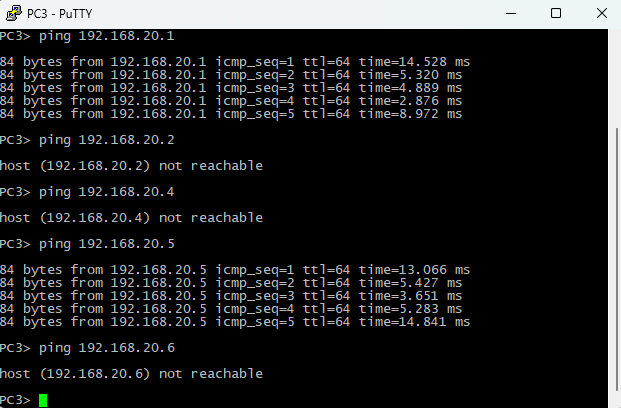 PC3 - PuTTY
PC3> ping 192.168.20.1
84 bytes from 192.168.20.1 icmp_seq=1 ttl=64 time=14.528 ms
84 bytes from 192.168.20.1 icmp_seq=2 ttl=64 time=5.320 ms
84 bytes from 192.168.20.1 icmp_seq=3 ttl=64 time=4.889 ms
84 bytes from 192.168.20.1 icmp_seq=4 ttl=64 time=2.876 ms
84 bytes from 192.168.20.1 icmp_seq=5 ttl=64 time=8.972 ms
PC3> ping 192.168.20.2
host (192.168.20.2) not reachable
PC3> ping 192.168.20.4
host (192.168.20.4) not reachable
PC3> ping 192.168.20.5
84 bytes from 192.168.20.5 icmp_seq=1 ttl=64 time=13.066 ms
84 bytes from 192.168.20.5 icmp_seq=2 ttl=64 time=5.427 ms
84 bytes from 192.168.20.5 icmp_seq=3 ttl=64 time=3.651 ms
84 bytes from 192.168.20.5 icmp_seq=4 ttl=64 time=5.283 ms
84 bytes from 192.168.20.5 icmp_seq=5 ttl=64 time=14.841 ms
PC3> ping 192.168.20.6
host (192.168.20.6) not reachable
PC3>